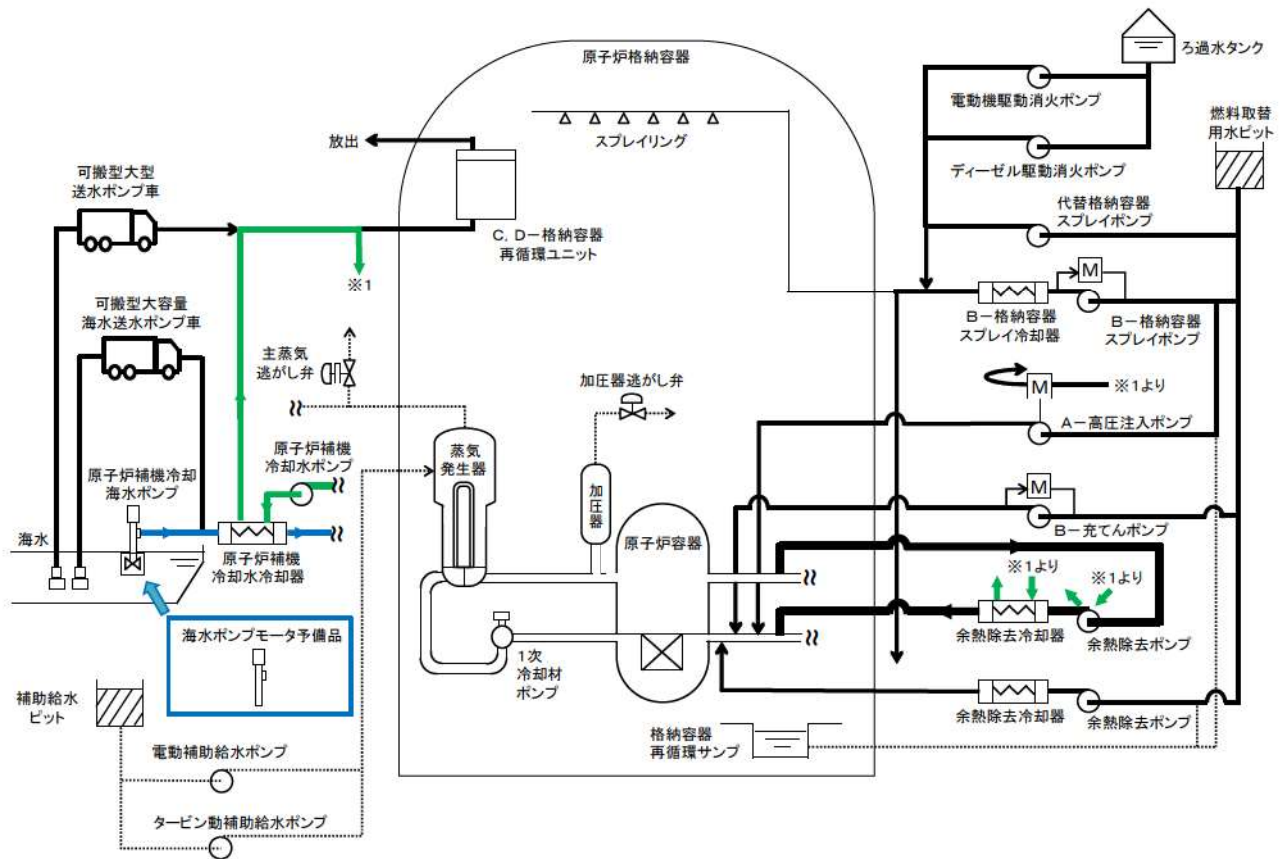 原子炉格納容器
スプレイリング
放出
C, D－格納容器
再循環ユニット
可搬型大型
送水ポンプ車
※1
可搬型大容量
海水送水ポンプ車
主蒸気
逃がし弁
加圧器逃がし弁
蒸気
発生器
加圧器
原子炉容器
原子炉補機
冷却水ポンプ
原子炉補機冷却
海水ポンプ
海水
原子炉補機
冷却水冷却器
海水ポンプモータ予備品
1次
冷却材
ポンプ
補助給水
ピット
電動補助給水ポンプ
タービン動補助給水ポンプ
格納容器
再循環サンプ
ろ過水タンク
電動機駆動消火ポンプ
燃料取替
用水ピット
ディーゼル駆動消火ポンプ
代替格納容器
スプレイポンプ
M
B－格納容器
スプレイ冷却器
B－格納容器
スプレイポンプ
M
※1より
A－高圧注入ポンプ
M
B－充てんポンプ
※1より
※1より
余熱除去冷却器
余熱除去ポンプ
余熱除去冷却器
余熱除去ポンプ